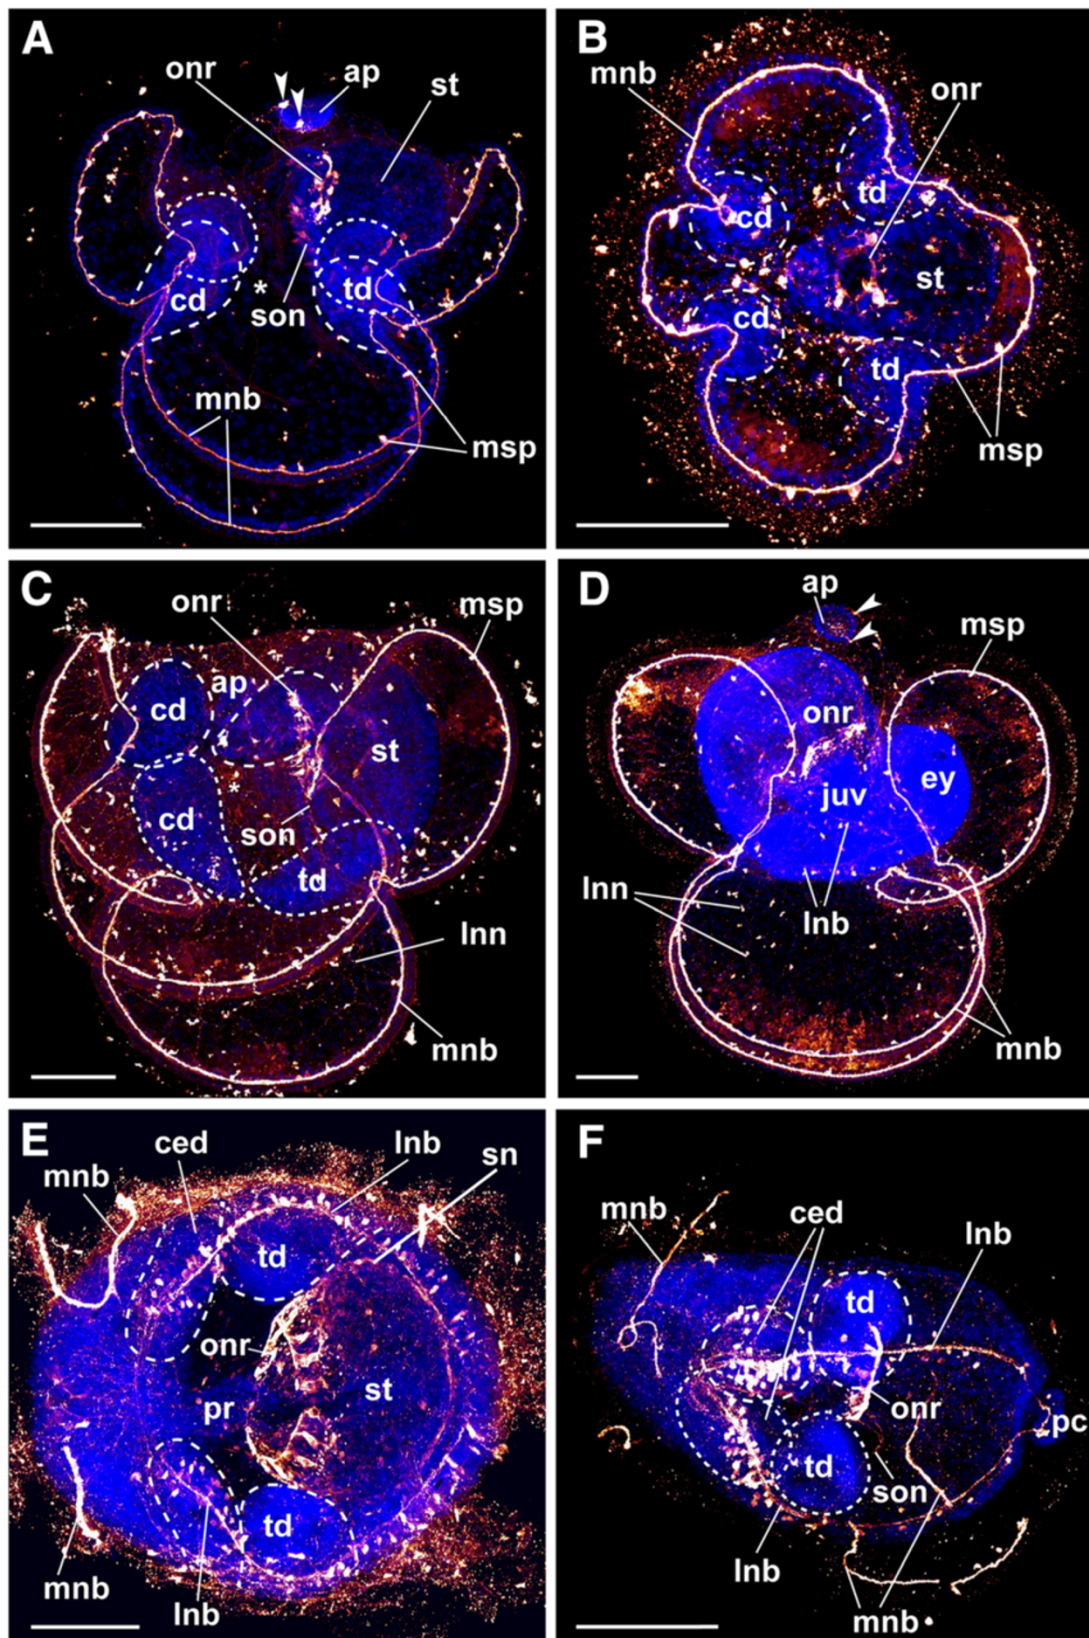 A
onr
ap
st
cd
*
td
son
mnb
msp
B
mnb
onr
td
cd
st
cd
td
msp
C
onr
msp
ap
cd
st
*
cd
son
td
lnn
mnb
D
ap
msp
onr
ey
juv
lnn
lnb
mnb
E
ced
lnb
sn
mnb
td
onr
st
pr
td
mnb
lnb
F
mnb
ced
lnb
td
onr
pc
td
son
lnb
mnb